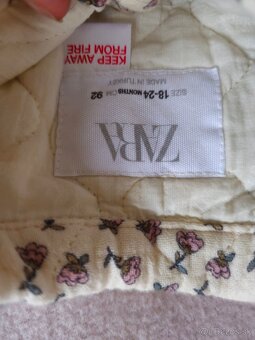 KEEP AWAY
FROM FIRE
ZARA
MADE IN TURKEY
SIZE 18-24 MONTHS CM 92